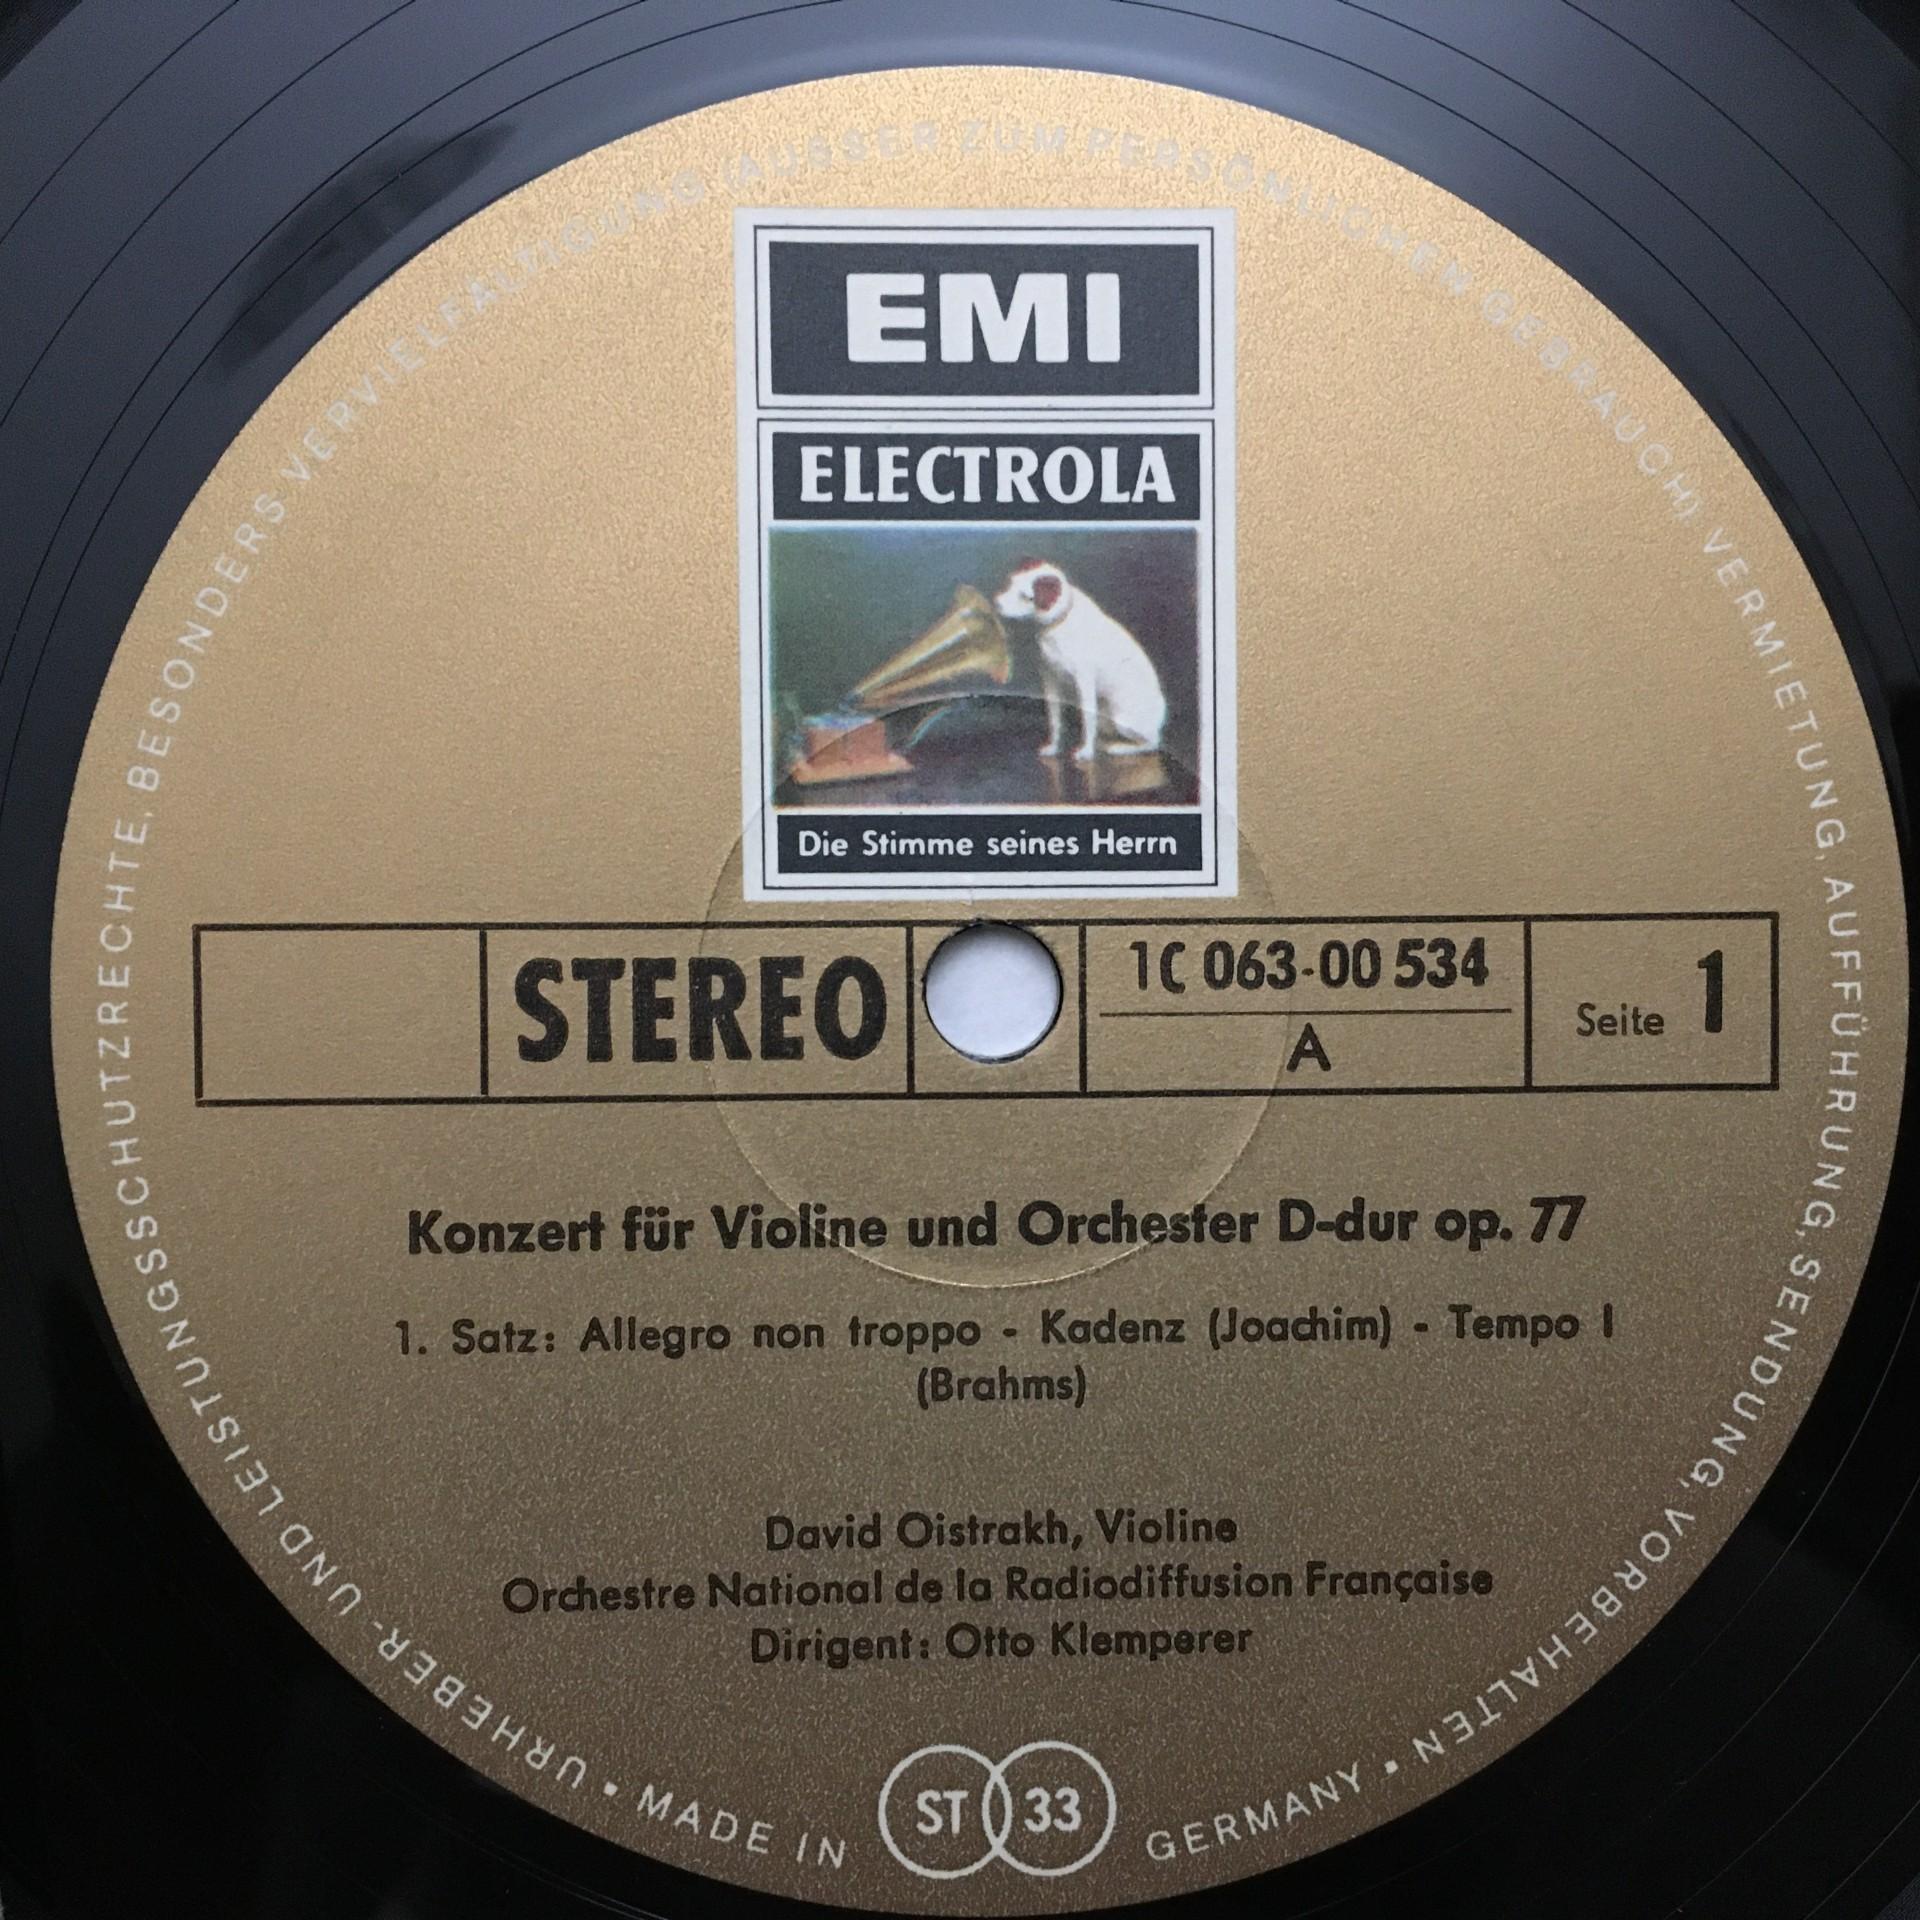 EMI
ELECTROLA
Die Stimme seines Herrn
STEREO
1C 063-00 534
A
Seite 1
Konzert für Violine und Orchester D-dur op. 77
1. Satz: Allegro non troppo - Kadenz (Joachim) - Tempo I
(Brahms)
David Oistrakh, Violine
Orchestre National de la Radiodiffusion Française
Dirigent: Otto Klemperer
ST 33
URHEBER- UND LEISTUNGSSCHUTZRECHTE, BESONDERS VERVIELFÄLTIGUNG (AUSSER ZUM PERSÖNLICHEN GEBRAUCH), VERMIETUNG, AUFFÜHRUNG, SENDUNG, VORBEHALTEN • MADE IN GERMANY •